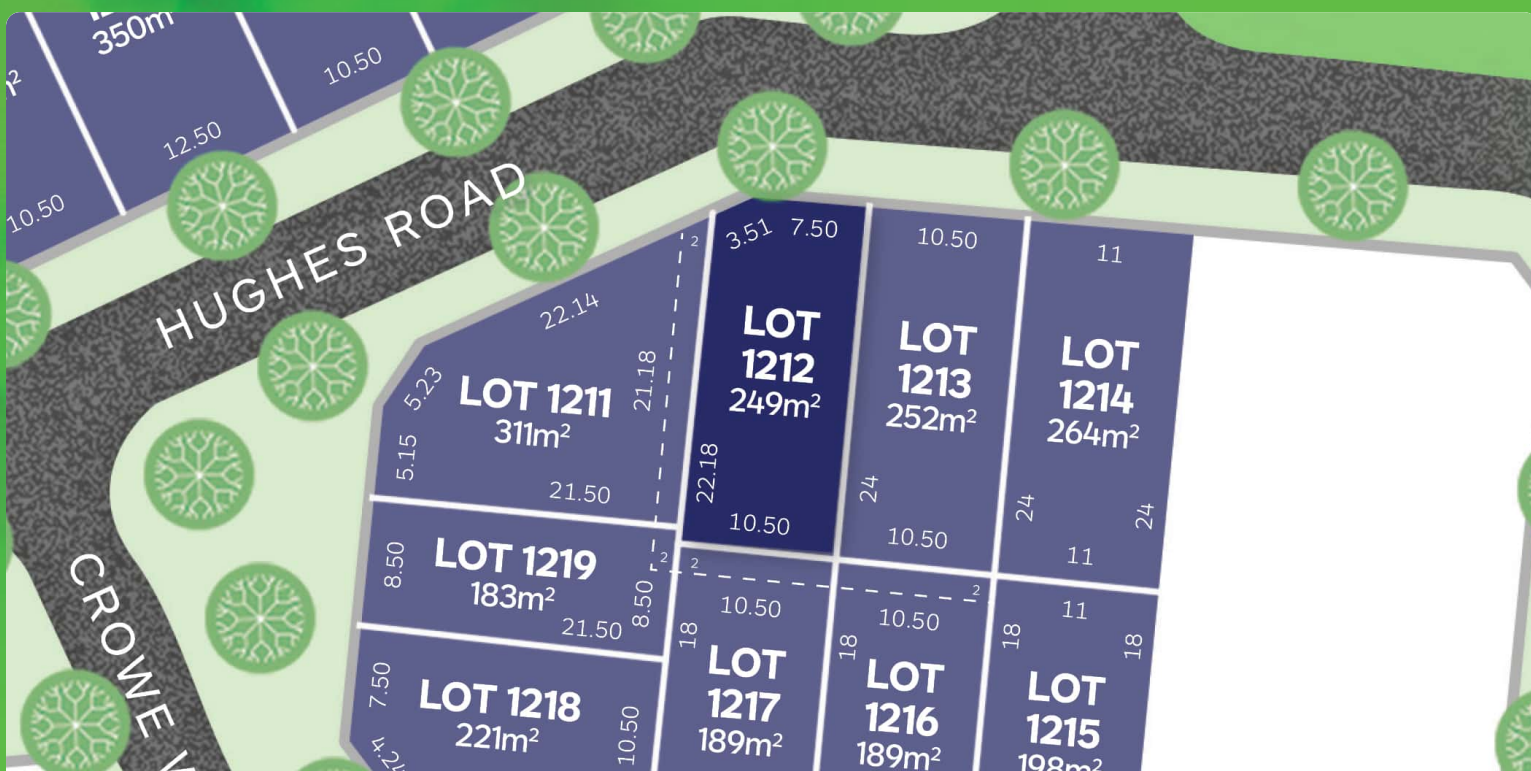 350m
10.50
12.50
10.50
HUGHES ROAD
CROWE
3.51 7.50
10.50
11
2
22.14
21.18
LOT
1212
249m²
22.18
10.50
LOT
1213
252m²
24
10.50
LOT
1214
264m²
24
24
11
5.23
LOT 1211
311m²
5.15
21.50
8.50
LOT 1219
183m²
21.50
8.50
2
2
2
7.50
LOT 1218
221m²
10.50
10.50
18
LOT
1217
189m²
10.50
18
LOT
1216
189m²
11
18
18
LOT
1215
198m²